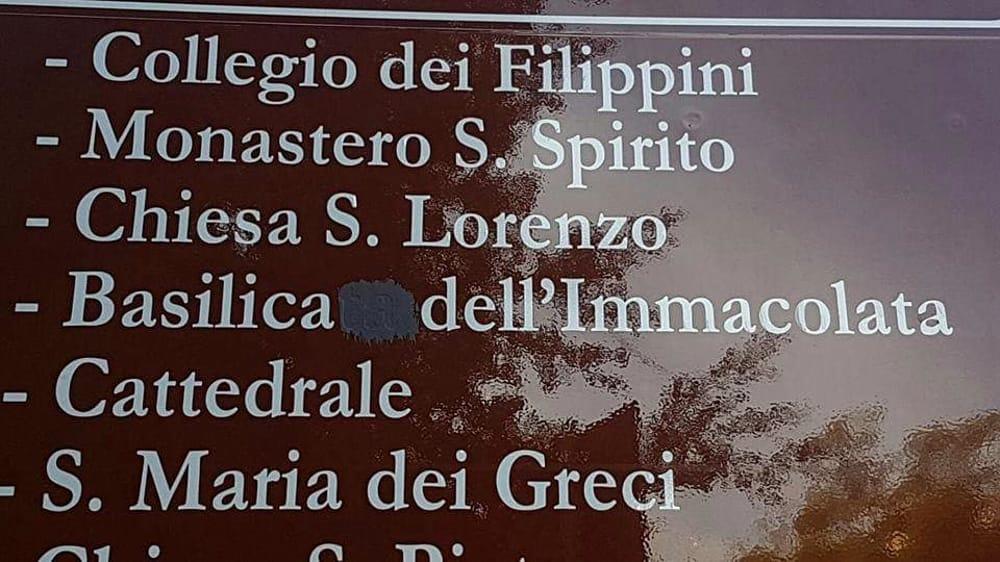 - Collegio dei Filippini
- Monastero S. Spirito
- Chiesa S. Lorenzo
- Basilica dell'Immacolata
- Cattedrale
- S. Maria dei Greci